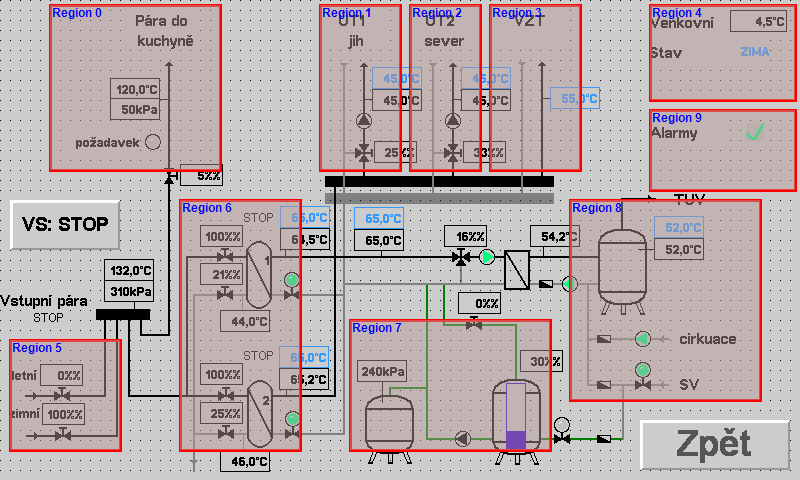 Region 0
Pára do
kuchyně
120,0°C
50kPa
požadavek
5%%
Region 1
ÚT1
jih
45,0°C
45,0°C
25%%
Region 2
ÚT2
sever
45,0°C
45,0°C
33%%
Region 3
VZT
55,0°C
Region 4
Venkovní
4,5°C
Stav
ZIMA
Region 9
Alarmy
VS: STOP
Vstupní pára
STOP
132,0°C
310kPa
Region 5
letní
0%%
zimní
100%%
Region 6
STOP
65,0°C
64,5°C
100%%
21%%
1
44,0°C
STOP
65,0°C
65,2°C
100%%
25%%
2
46,0°C
65,0°C
65,0°C
16%%
54,2°C
0%%
Region 7
240kPa
30%%
Region 8
TUV
52,0°C
52,0°C
cirkuace
SV
Zpět